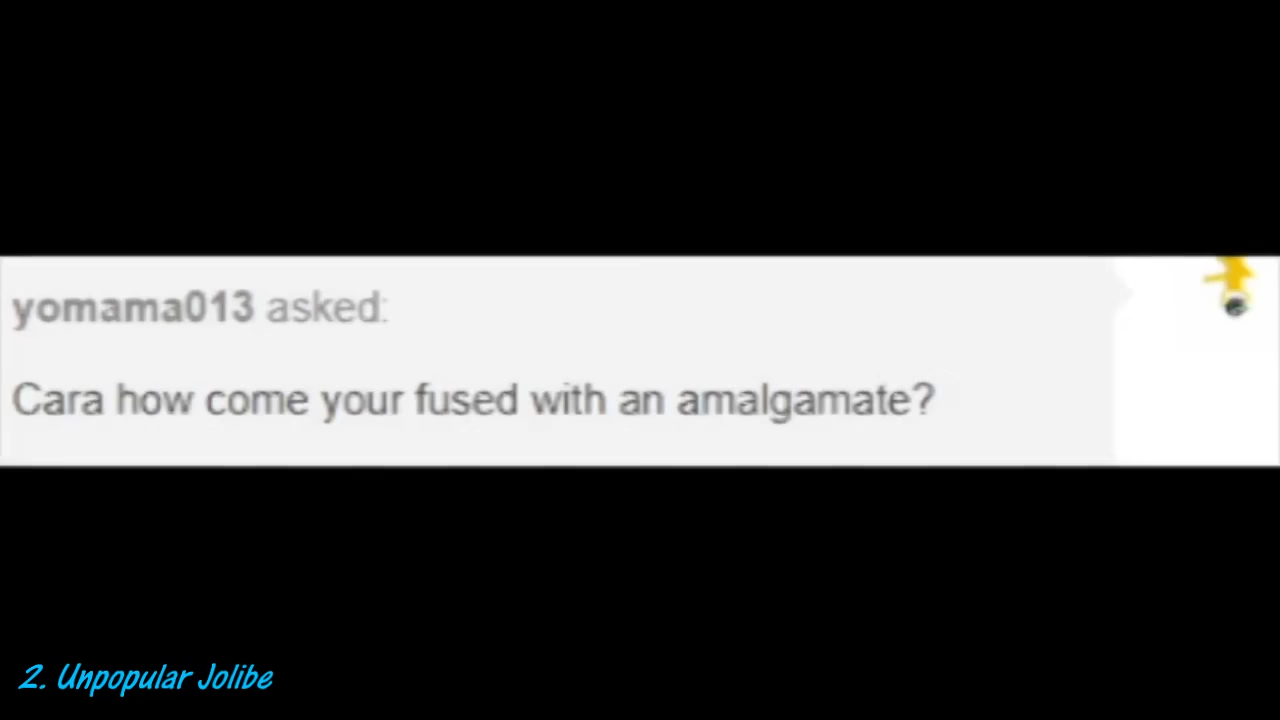 yomama013 asked:
Cara how come your fused with an amalgamate?
2. Unpopular Jolibe